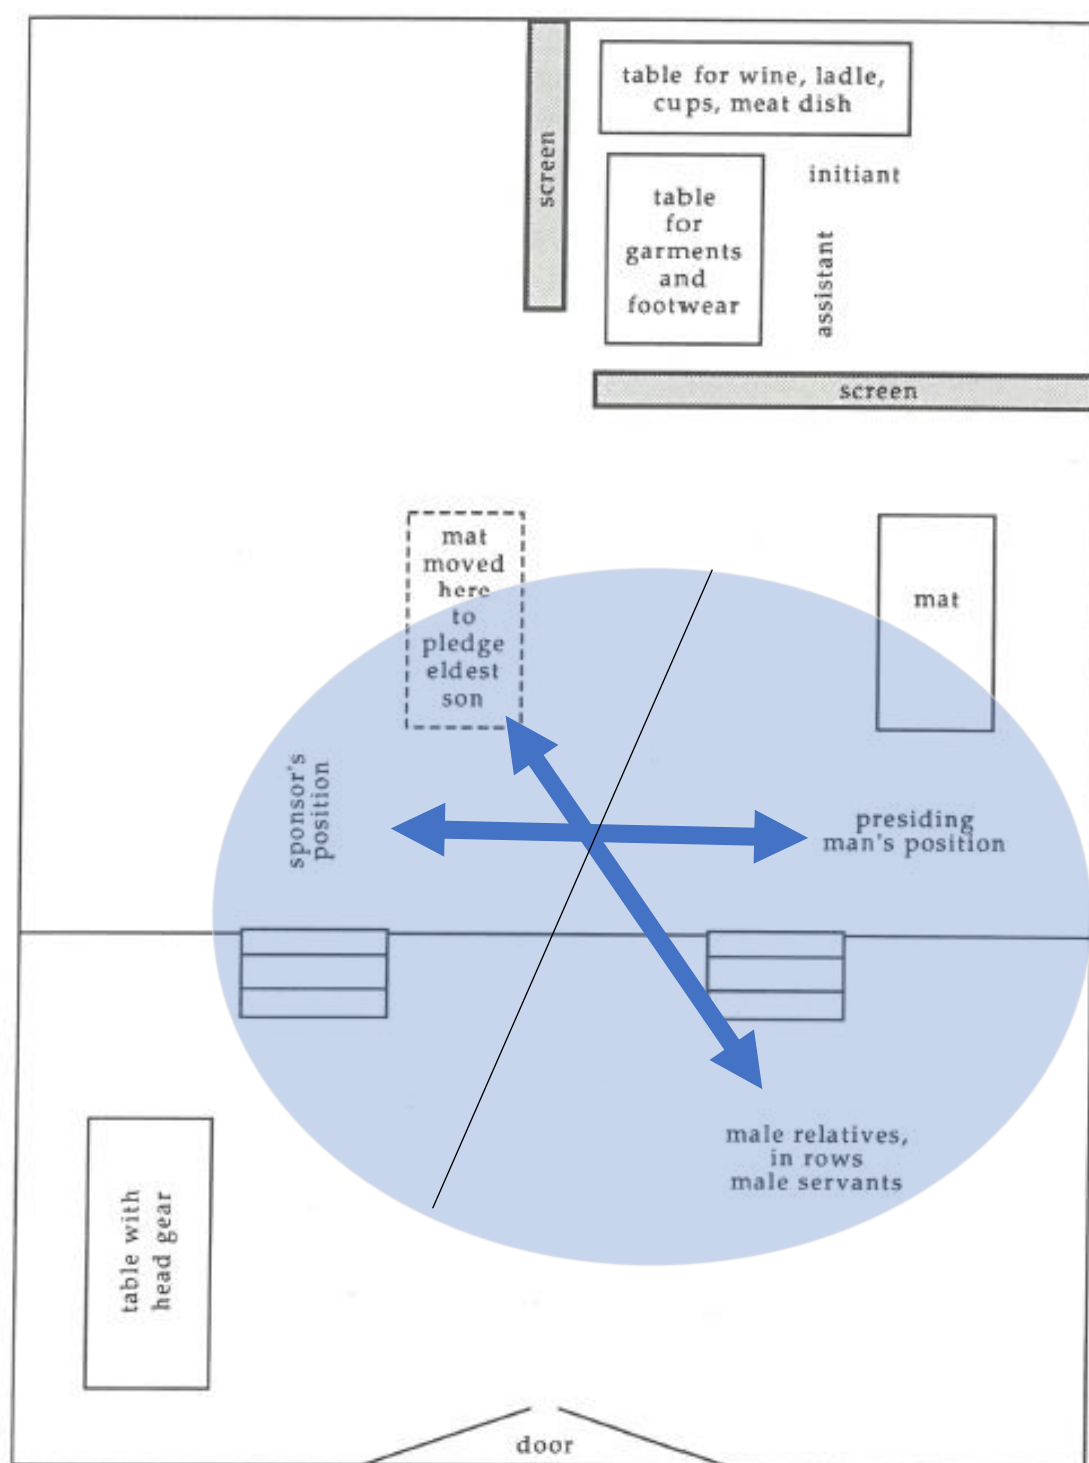 table for wine, ladle,
cups, meat dish
screen
initiant
table
for
garments
and
footwear
assistant
screen
mat
moved
here
to
pledge
eldest
son
mat
sponsor's
position
presiding
man's position
male relatives,
in rows
male servants
table with
head gear
door